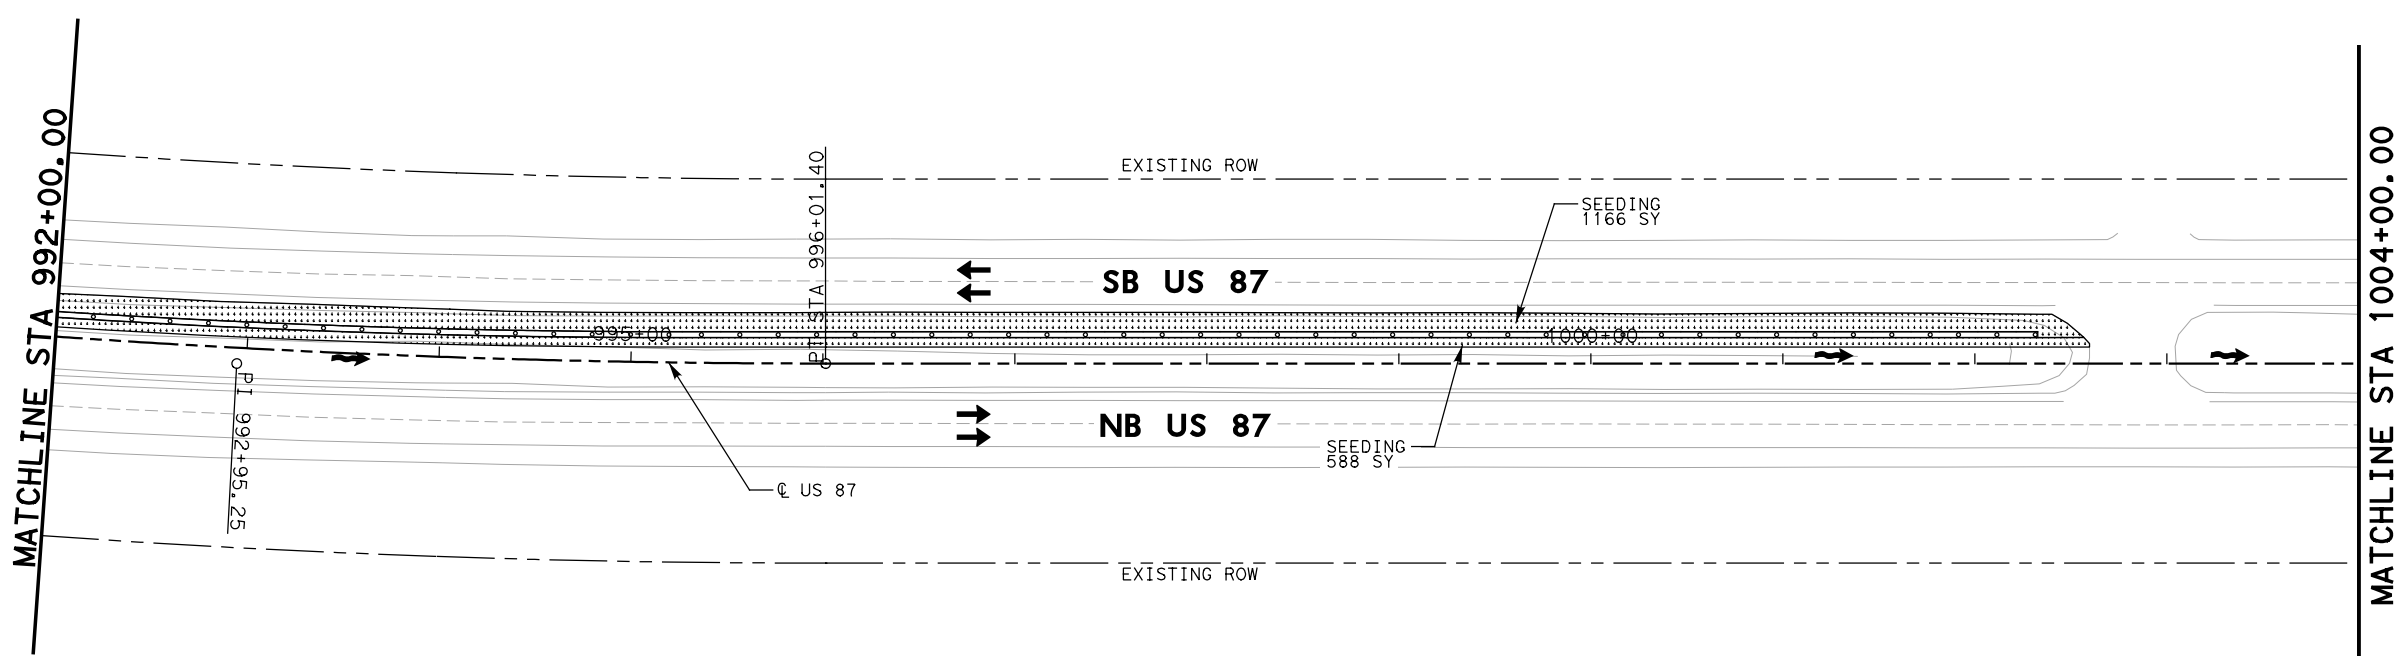 MATCHLINE STA 992+00.00
EXISTING ROW
PT STA 996+01.40
SEEDING
1166 SY
SB US 87
995+00
1000+00
PI 992+95.25
NB US 87
SEEDING
588 SY
℄ US 87
EXISTING ROW
MATCHLINE STA 1004+00.00